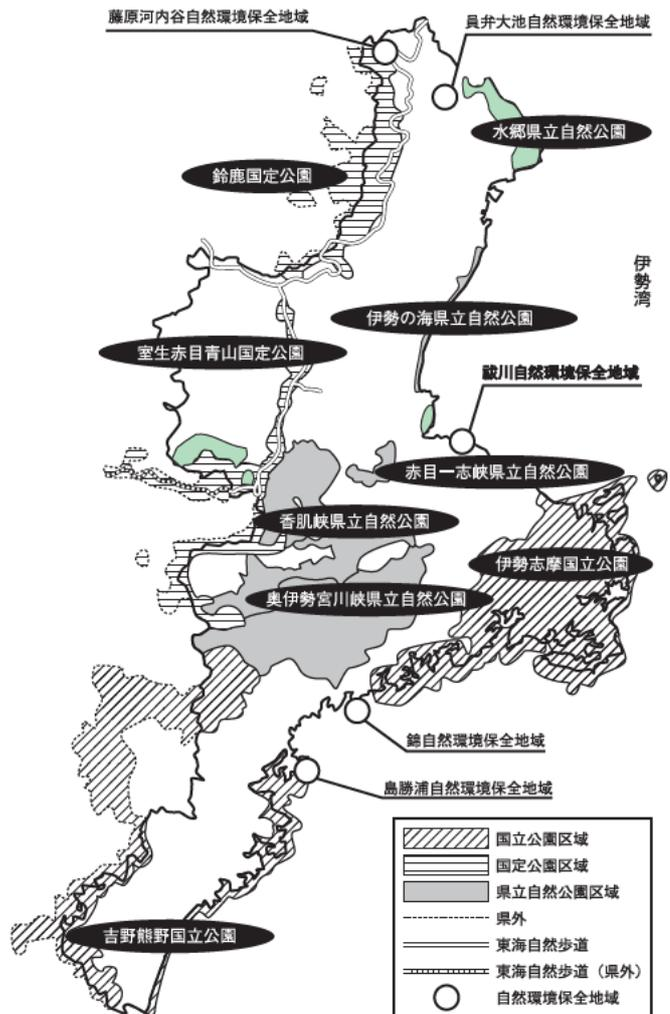 藤原河内谷自然環境保全地域
員弁大池自然環境保全地域
水郷県立自然公園
鈴鹿国定公園
伊勢湾
伊勢の海県立自然公園
室生赤目青山国定公園
祓川自然環境保全地域
赤目一志峡県立自然公園
香肌峡県立自然公園
伊勢志摩国立公園
奥伊勢宮川峡県立自然公園
錦自然環境保全地域
島勝浦自然環境保全地域
吉野熊野国立公園
国立公園区域
国定公園区域
県立自然公園区域
県外
東海自然歩道
東海自然歩道（県外）
自然環境保全地域